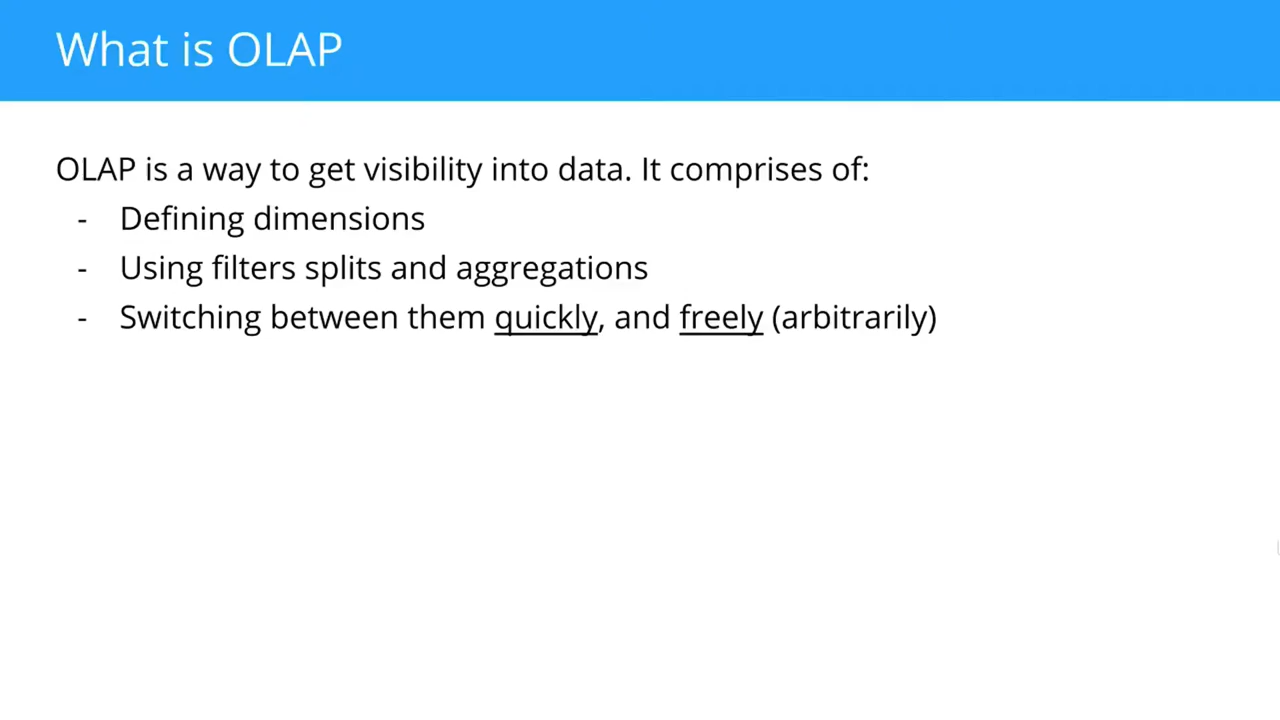 What is OLAP
OLAP is a way to get visibility into data. It comprises of:
- Defining dimensions
- Using filters splits and aggregations
- Switching between them quickly, and freely (arbitrarily)